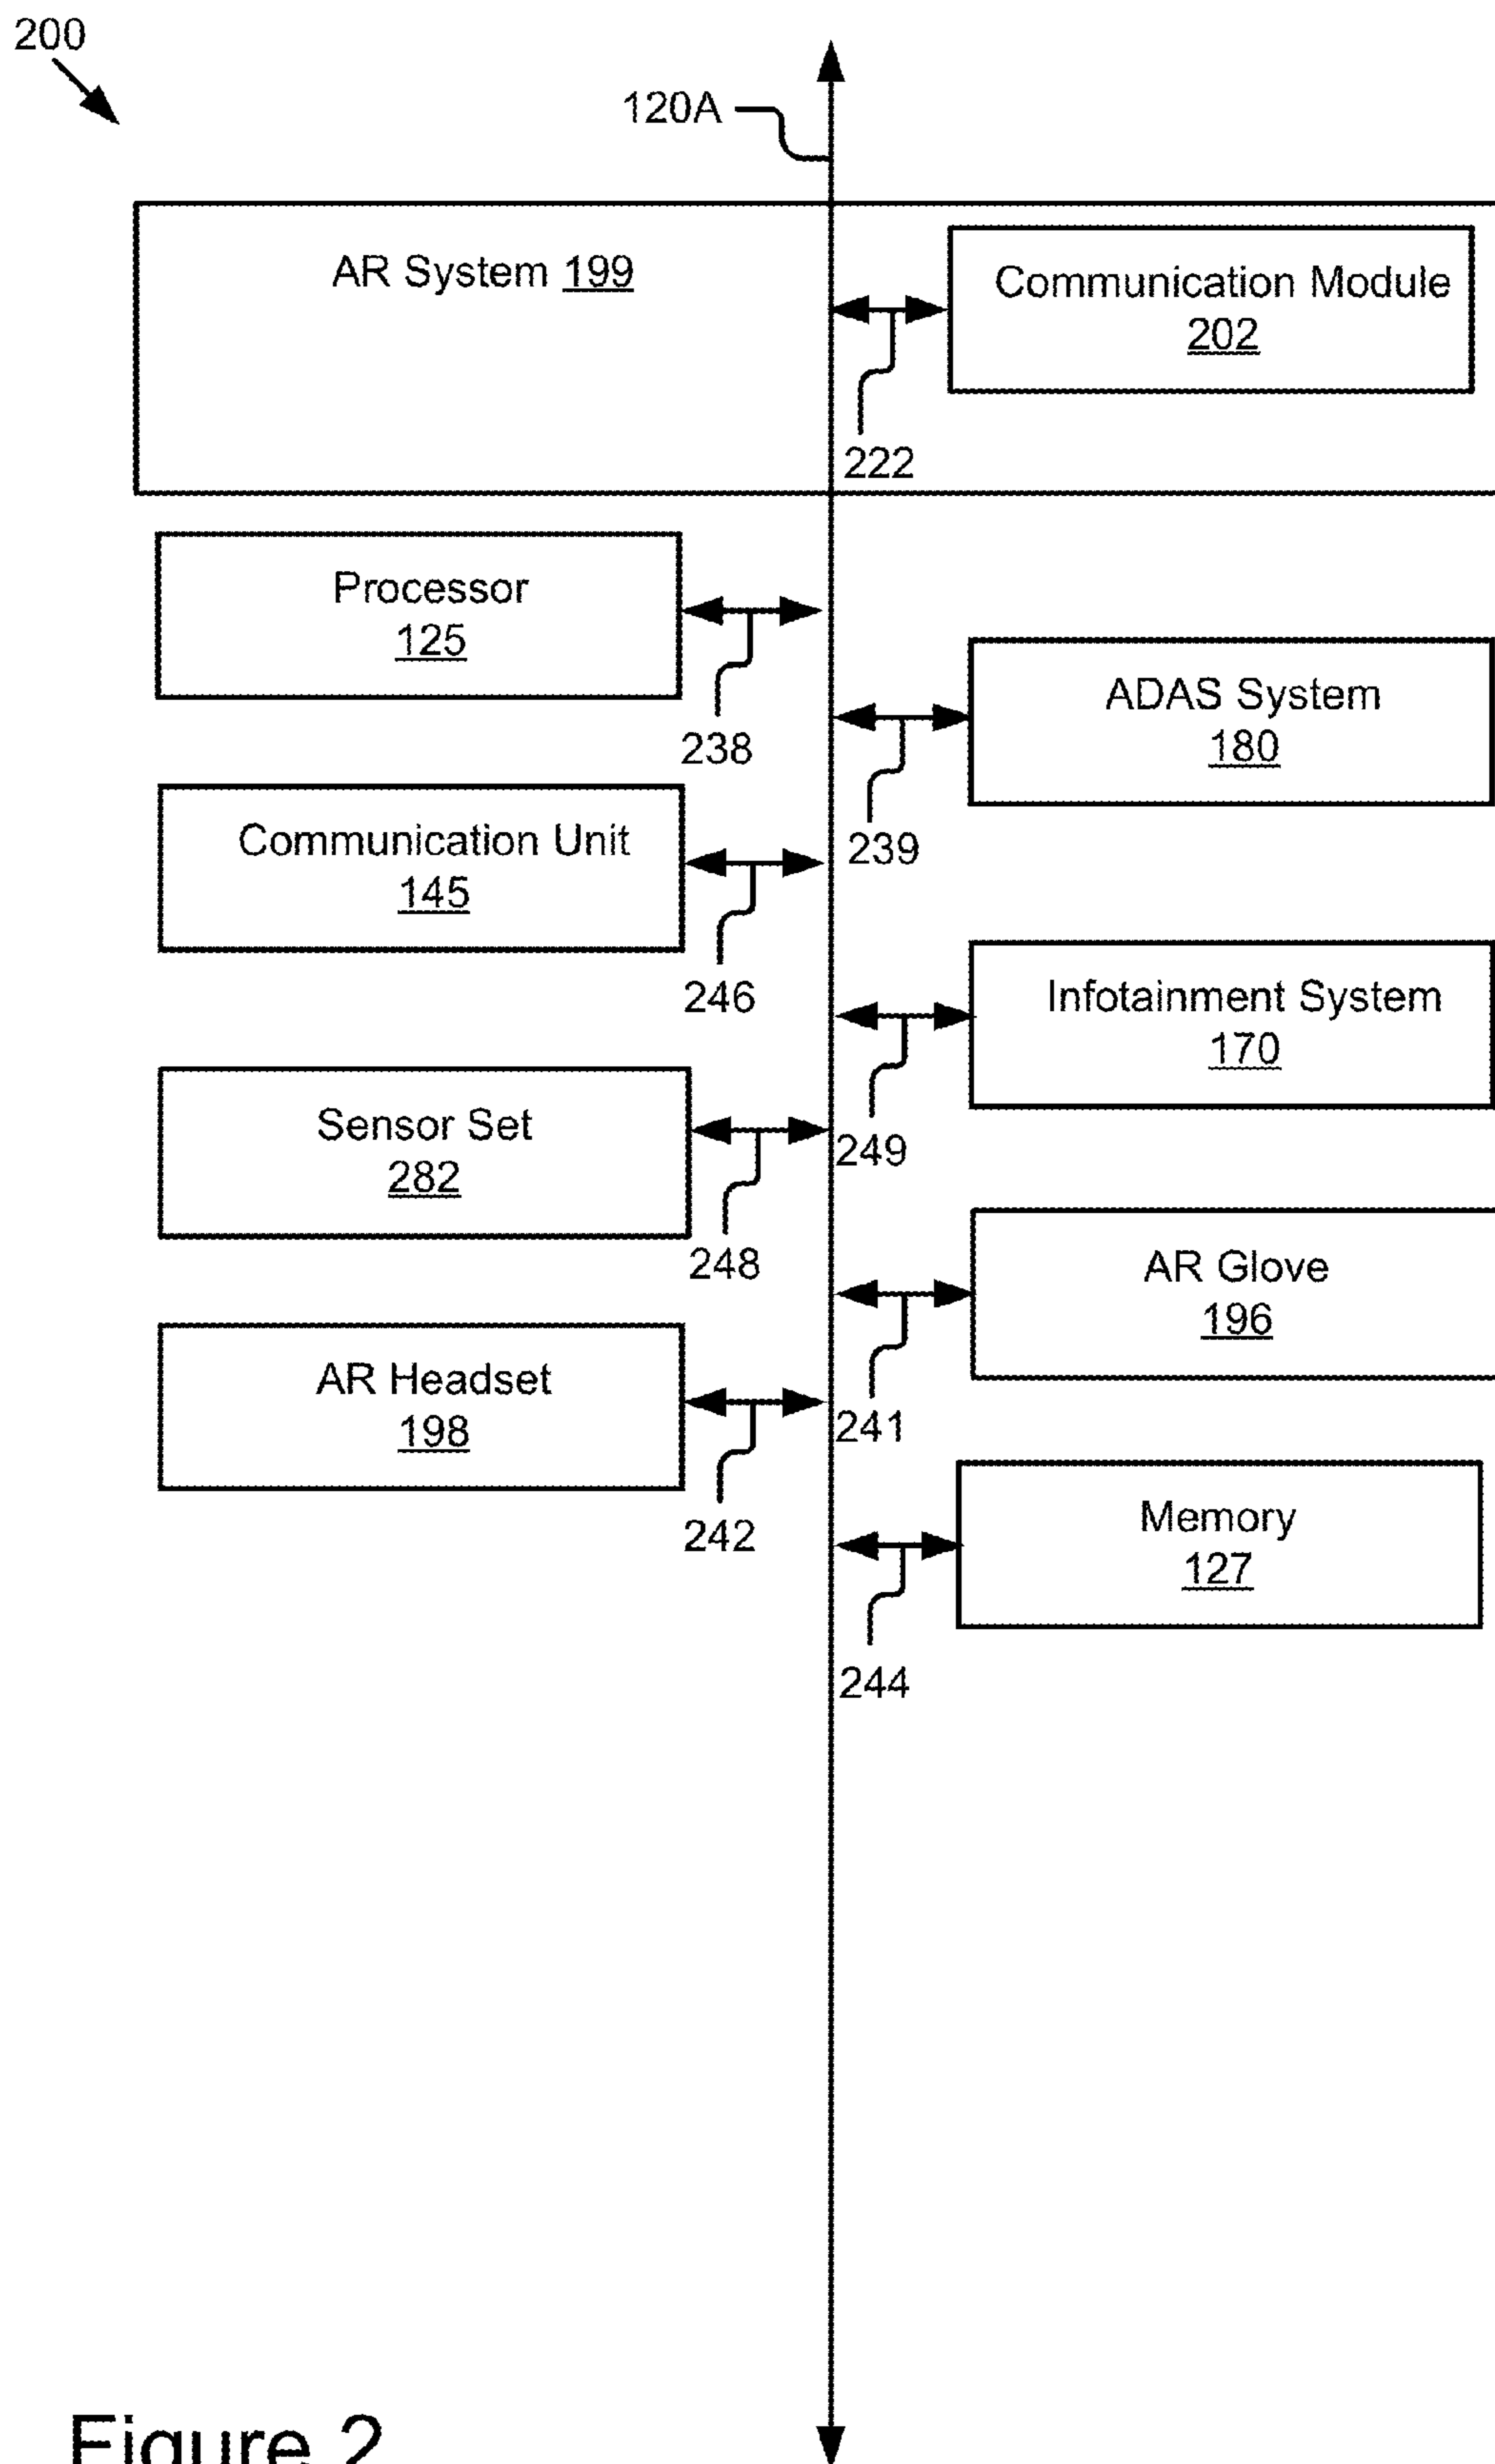 200
120A
AR System 199
Communication Module
202
222
Processor
125
238
ADAS System
180
239
Communication Unit
145
246
Infotainment System
170
249
Sensor Set
282
248
AR Glove
196
241
AR Headset
198
242
Memory
127
244
Figure 2